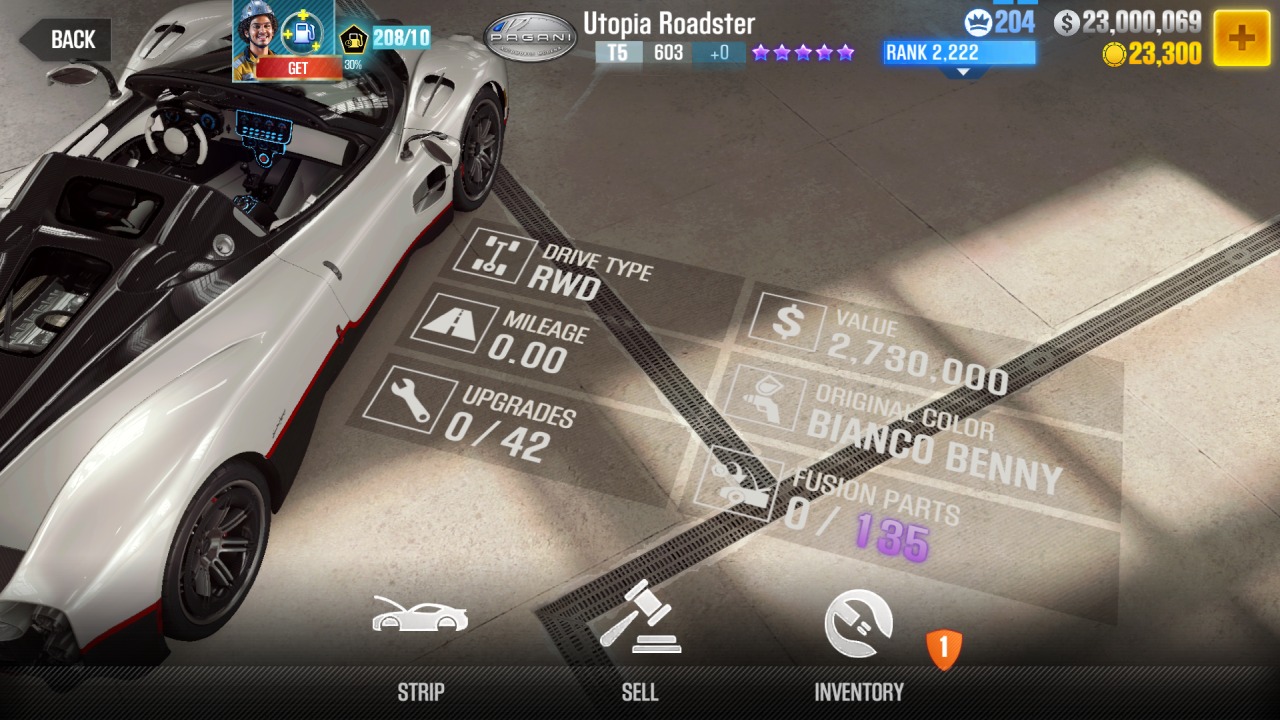 BACK
GET
30%
208/10
PAGANI
Utopia Roadster
T5 603 +0
204
RANK 2,222
$ 23,000,069
23,300
DRIVE TYPE
RWD
MILEAGE
0.00
UPGRADES
0 / 42
$ VALUE
2,730,000
ORIGINAL COLOR
BIANCO BENNY
FUSION PARTS
0 / 135
STRIP
SELL
INVENTORY
1